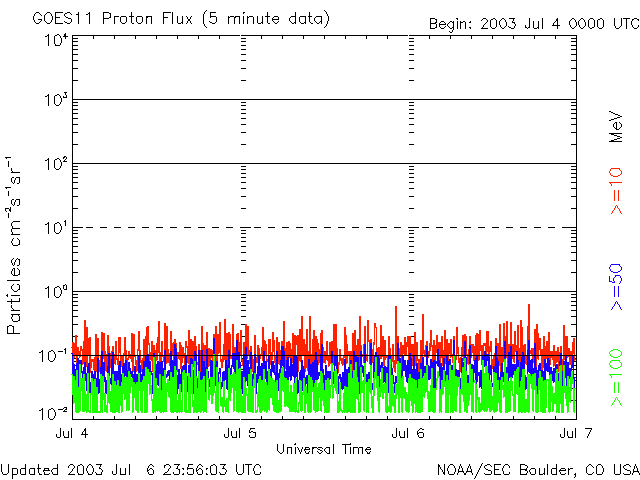 GOES11 Proton Flux (5 minute data)
Begin: 2003 Jul 4 0000 UTC
10⁴
10³
10²
10¹
10⁰
10⁻¹
10⁻²
Particles cm⁻²s⁻¹sr⁻¹
MeV
>=10
>=50
>=100
Jul 4
Jul 5
Jul 6
Jul 7
Universal Time
Updated 2003 Jul 6 23:56:03 UTC
NOAA/SEC Boulder, CO USA